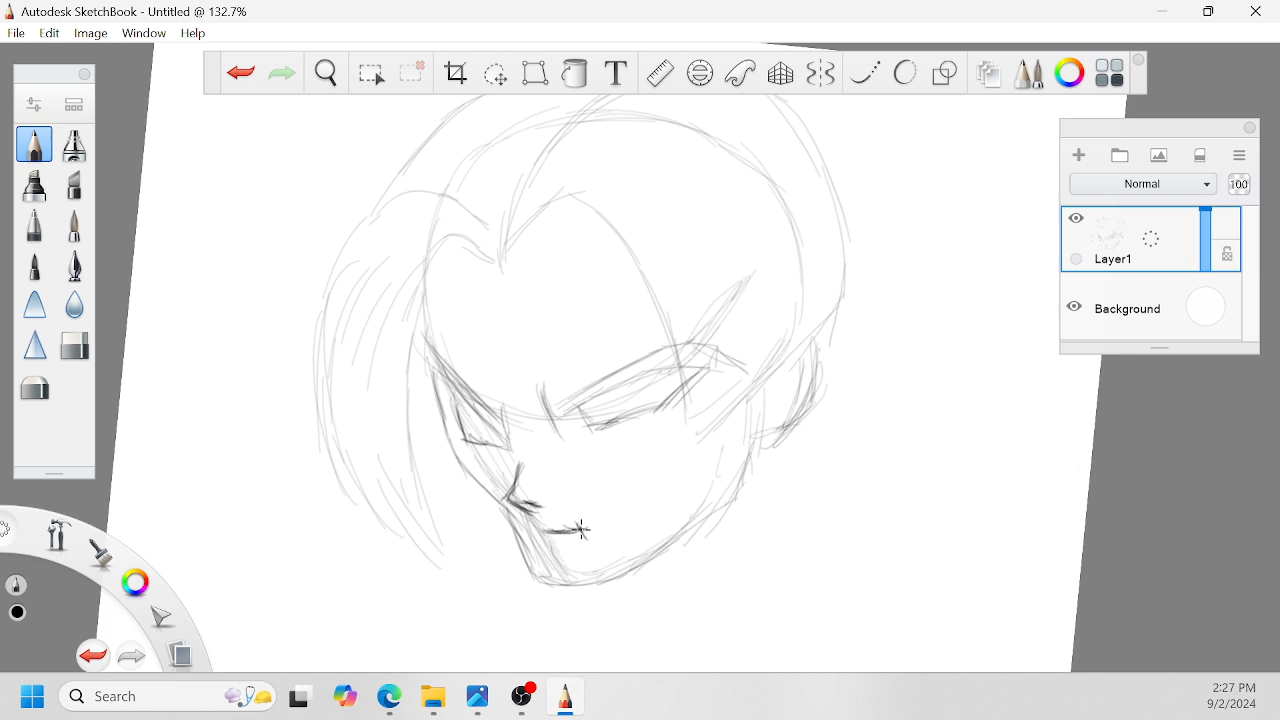 Autodesk SketchBook - Untitled @ 132.7%
File Edit Image Window Help
T
Normal
100
Layer1
Background
Search
2:27 PM
9/2/2024